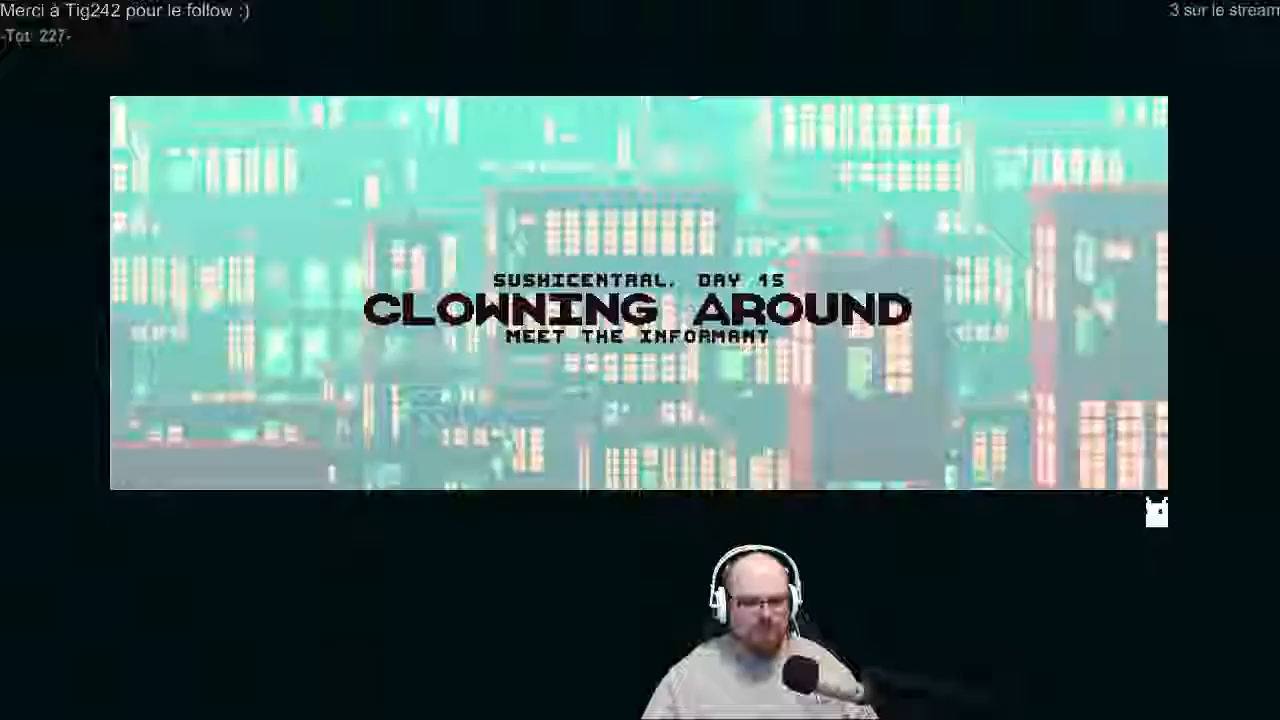 Merci à Tig242 pour le follow :)
3 sur le stream
-Tot: 227-
SUSHICENTRAL. DAY 15
CLOWNING AROUND
MEET THE INFORMANT